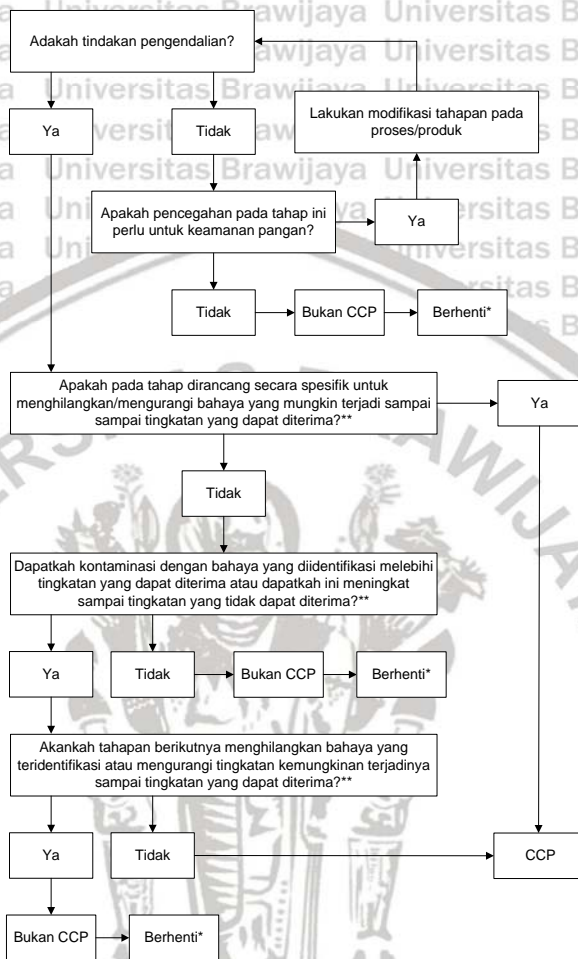 Adakah tindakan pengendalian?
Lakukan modifikasi tahapan pada
proses/produk
Ya
Tidak
Apakah pencegahan pada tahap ini
perlu untuk keamanan pangan?
Ya
Tidak
Bukan CCP
Berhenti*
Apakah pada tahap dirancang secara spesifik untuk
menghilangkan/mengurangi bahaya yang mungkin terjadi sampai
sampai tingkatan yang dapat diterima?**
Ya
Tidak
Dapatkah kontaminasi dengan bahaya yang diidentifikasi melebihi
tingkatan yang dapat diterima atau dapatkah ini meningkat
sampai tingkatan yang tidak dapat diterima?**
Ya
Tidak
Bukan CCP
Berhenti*
Akankah tahapan berikutnya menghilangkan bahaya yang
teridentifikasi atau mengurangi tingkatan kemungkinan terjadinya
sampai tingkatan yang dapat diterima?**
Ya
Tidak
CCP
Bukan CCP
Berhenti*